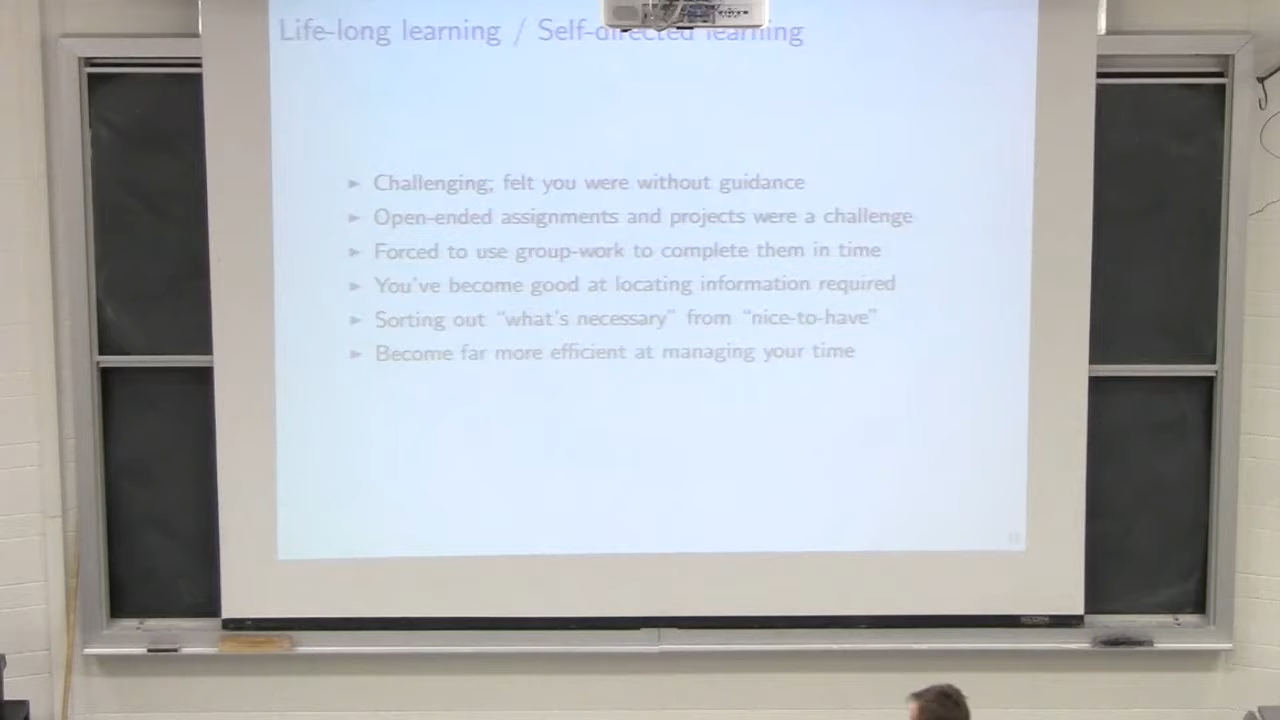 Life-long learning / Self-directed learning
► Challenging; felt you were without guidance
► Open-ended assignments and projects were a challenge
► Forced to use group-work to complete them in time
► You've become good at locating information required
► Sorting out “what's necessary” from “nice-to-have”
► Become far more efficient at managing your time